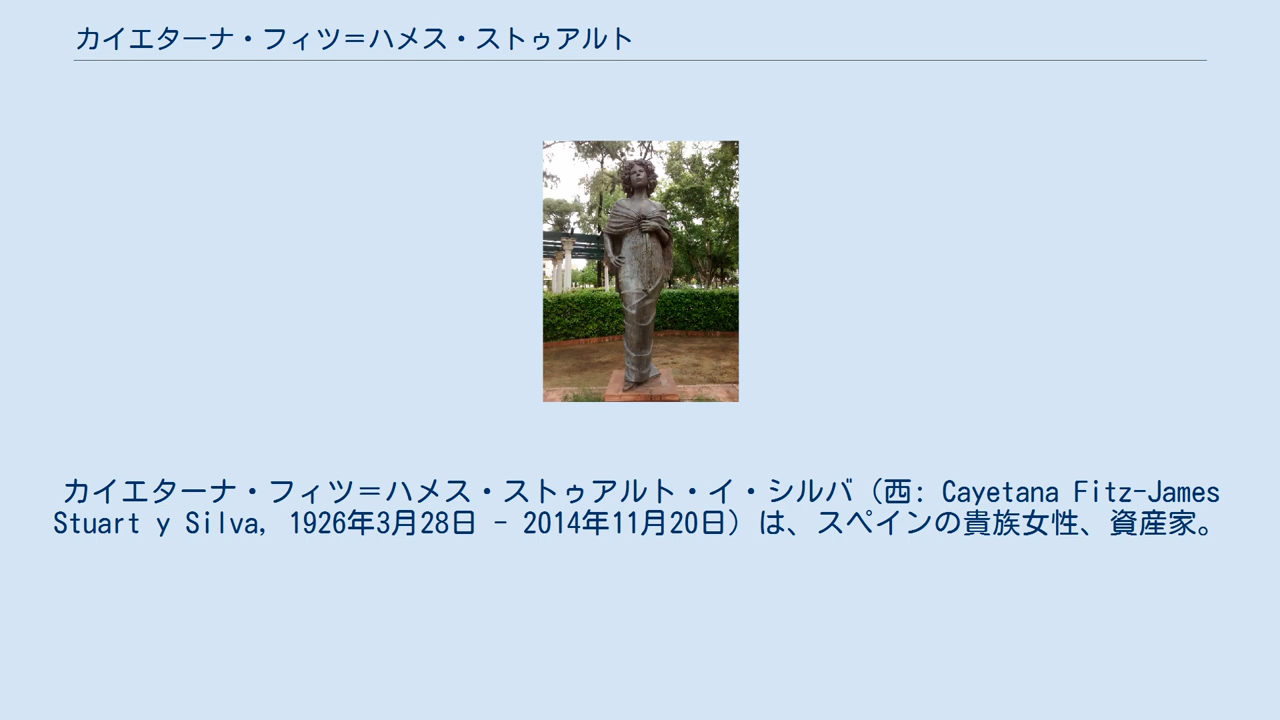 カイエターナ・フィツ＝ハメス・ストゥアルト
カイエターナ・フィツ＝ハメス・ストゥアルト・イ・シルバ（西: Cayetana Fitz-James
Stuart y Silva, 1926年3月28日 - 2014年11月20日）は、スペインの貴族女性、資産家。